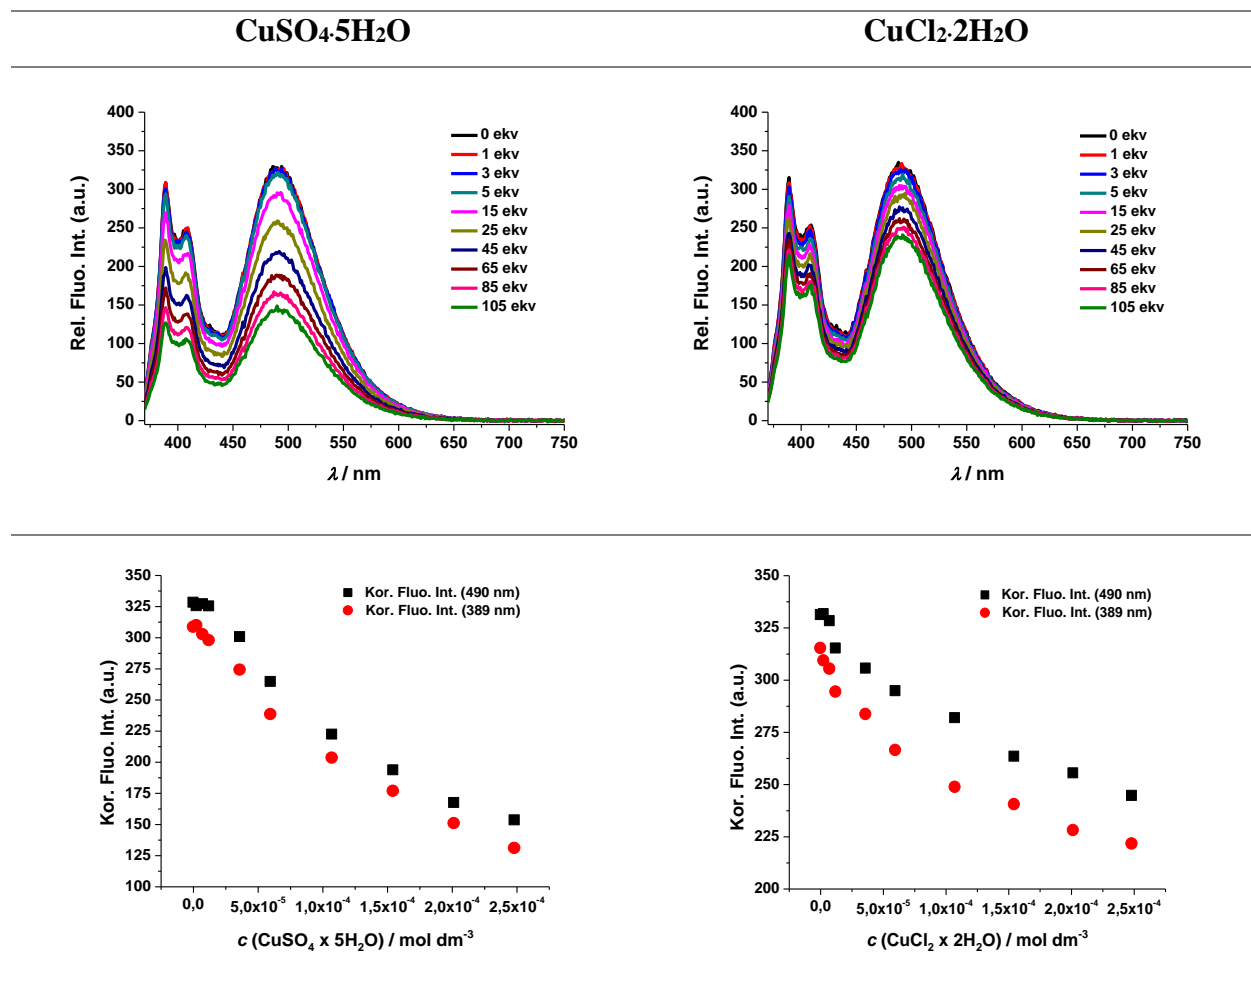 CuSO₄·5H₂O
CuCl₂·2H₂O
400
350
300
250
200
150
100
50
0
Rel. Fluo. Int. (a.u.)
0 ekv
1 ekv
3 ekv
5 ekv
15 ekv
25 ekv
45 ekv
65 ekv
85 ekv
105 ekv
400 450 500 550 600 650 700 750
λ / nm
400
350
300
250
200
150
100
50
0
Rel. Fluo. Int. (a.u.)
0 ekv
1 ekv
3 ekv
5 ekv
15 ekv
25 ekv
45 ekv
65 ekv
85 ekv
105 ekv
400 450 500 550 600 650 700 750
λ / nm
350
325
300
275
250
225
200
175
150
125
100
Kor. Fluo. Int. (a.u.)
Kor. Fluo. Int. (490 nm)
Kor. Fluo. Int. (389 nm)
0,0 5,0x10⁻⁵ 1,0x10⁻⁴ 1,5x10⁻⁴ 2,0x10⁻⁴ 2,5x10⁻⁴
c (CuSO₄ x 5H₂O) / mol dm⁻³
350
325
300
275
250
225
200
Kor. Fluo. Int. (a.u.)
Kor. Fluo. Int. (490 nm)
Kor. Fluo. Int. (389 nm)
0,0 5,0x10⁻⁵ 1,0x10⁻⁴ 1,5x10⁻⁴ 2,0x10⁻⁴ 2,5x10⁻⁴
c (CuCl₂ x 2H₂O) / mol dm⁻³